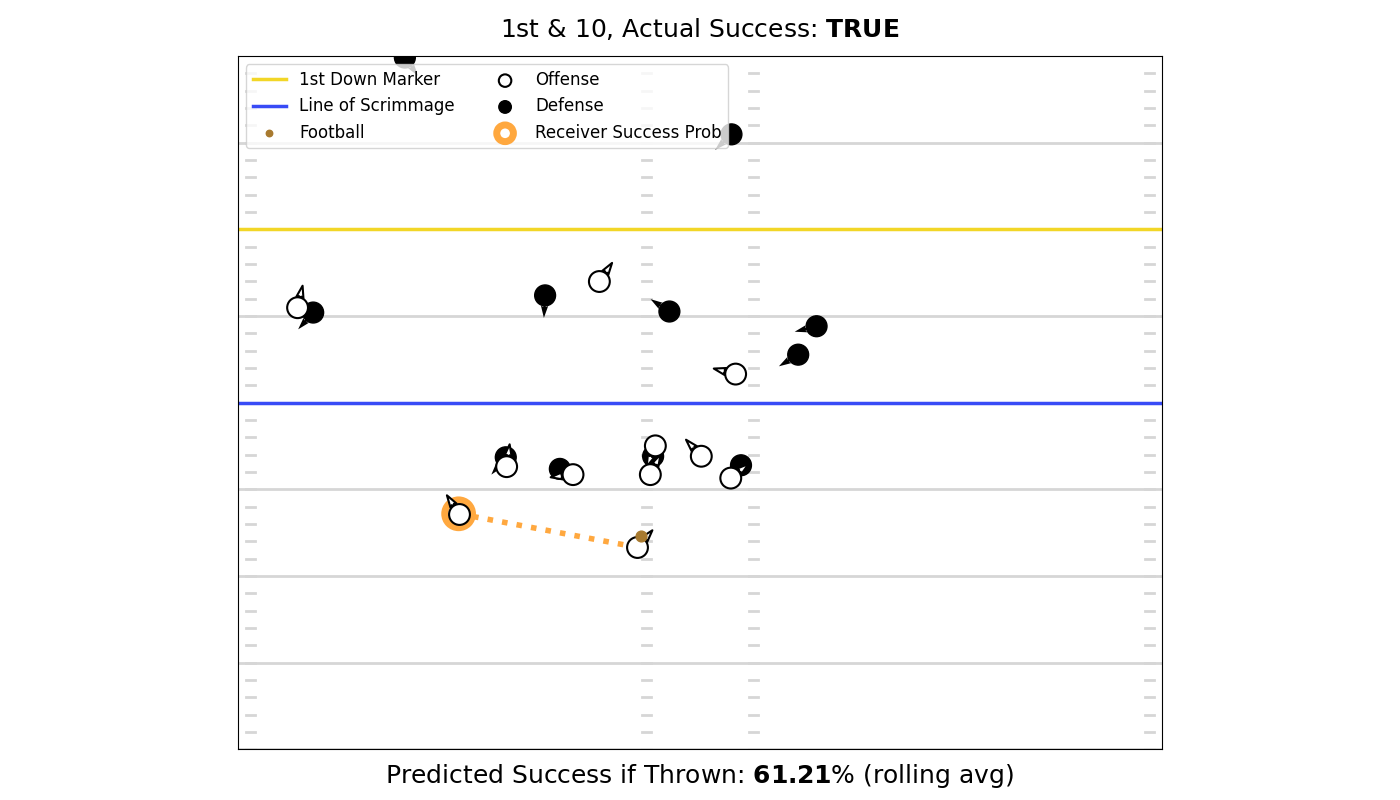 1st & 10, Actual Success: TRUE
1st Down Marker
Line of Scrimmage
Football
Offense
Defense
Receiver Success Prob
Predicted Success if Thrown: 61.21% (rolling avg)